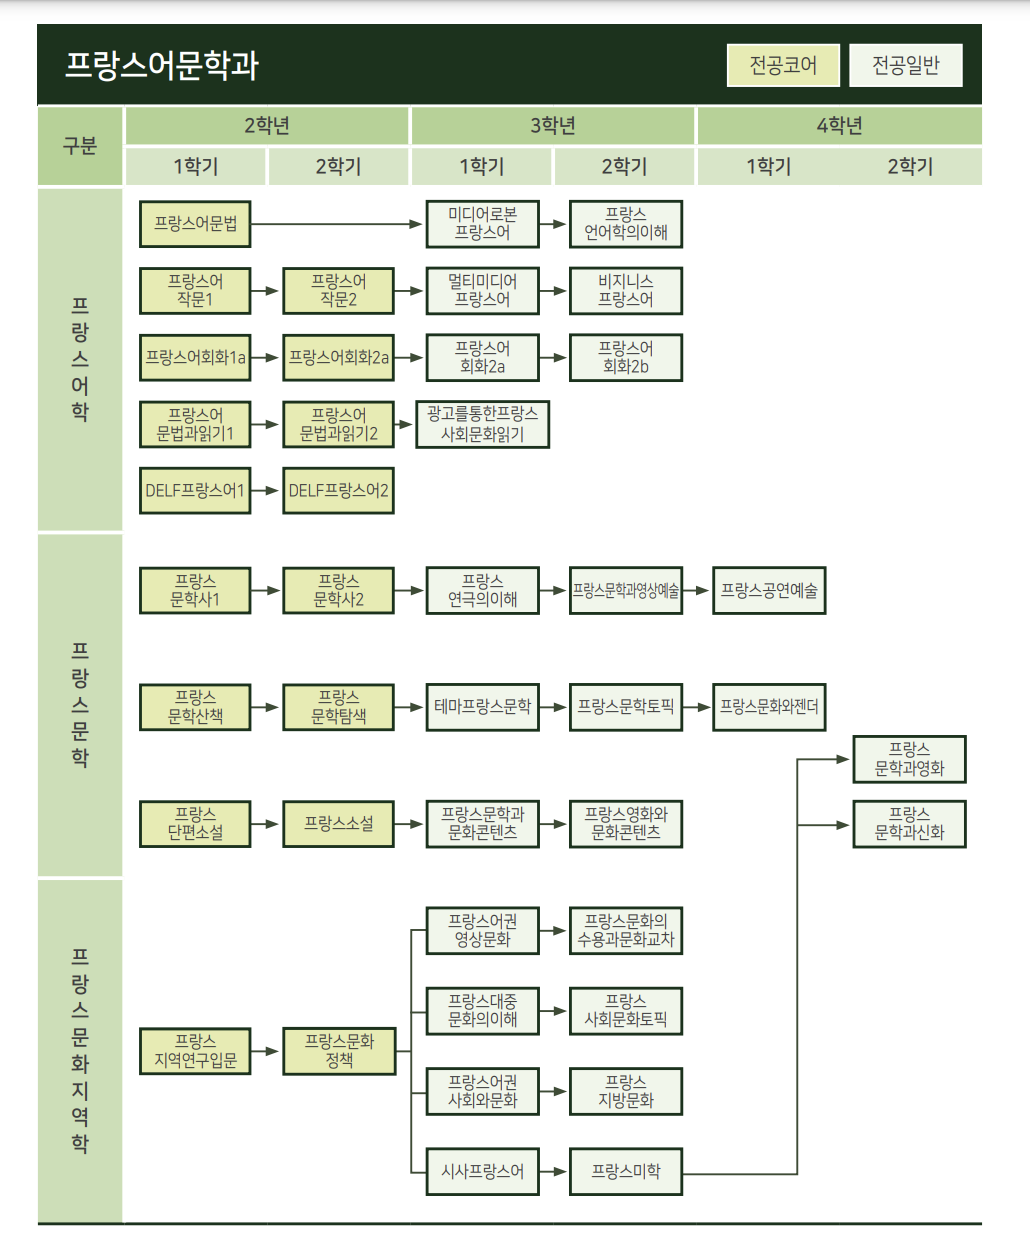 프랑스어문학과
전공코어
전공일반
구분
2학년
3학년
4학년
1학기
2학기
1학기
2학기
1학기
2학기
프
랑
스
어
학
프랑스어문법
미디어로본
프랑스어
프랑스
언어학의이해
프랑스어
작문1
프랑스어
작문2
멀티미디어
프랑스어
비지니스
프랑스어
프랑스어회화1a
프랑스어회화2a
프랑스어
회화2a
프랑스어
회화2b
프랑스어
문법과읽기1
프랑스어
문법과읽기2
광고를통한프랑스
사회문화읽기
DELF프랑스어1
DELF프랑스어2
프
랑
스
문
학
프랑스
문학사1
프랑스
문학사2
프랑스
연극의이해
프랑스문학과영상예술
프랑스공연예술
프랑스
문학산책
프랑스
문학탐색
테마프랑스문학
프랑스문학토픽
프랑스문화와젠더
프랑스
문학과영화
프랑스
단편소설
프랑스소설
프랑스문학과
문화콘텐츠
프랑스영화와
문화콘텐츠
프랑스
문학과신화
프
랑
스
문
화
지
역
학
프랑스어권
영상문화
프랑스문화의
수용과문화교차
프랑스대중
문화의이해
프랑스
사회문화토픽
프랑스
지역연구입문
프랑스문화
정책
프랑스어권
사회와문화
프랑스
지방문화
시사프랑스어
프랑스미학